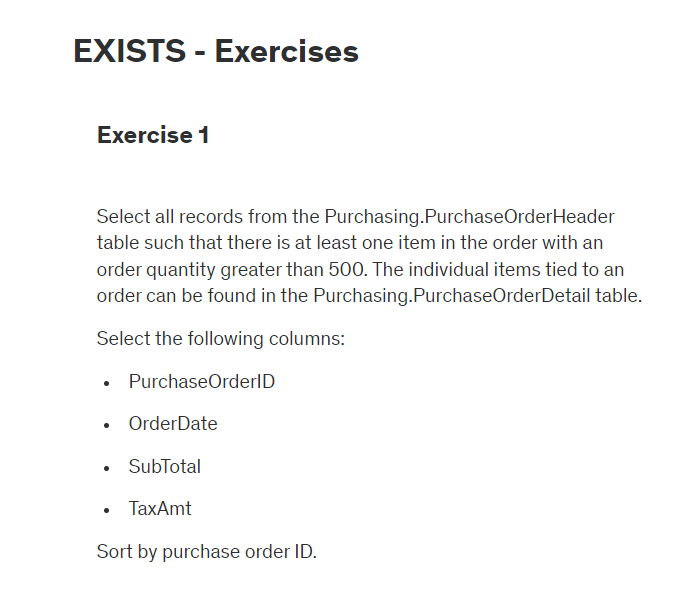 EXISTS - Exercises
Exercise 1
Select all records from the Purchasing.PurchaseOrderHeader
table such that there is at least one item in the order with an
order quantity greater than 500. The individual items tied to an
order can be found in the Purchasing.PurchaseOrderDetail table.
Select the following columns:
• PurchaseOrderID
• OrderDate
• SubTotal
• TaxAmt
Sort by purchase order ID.